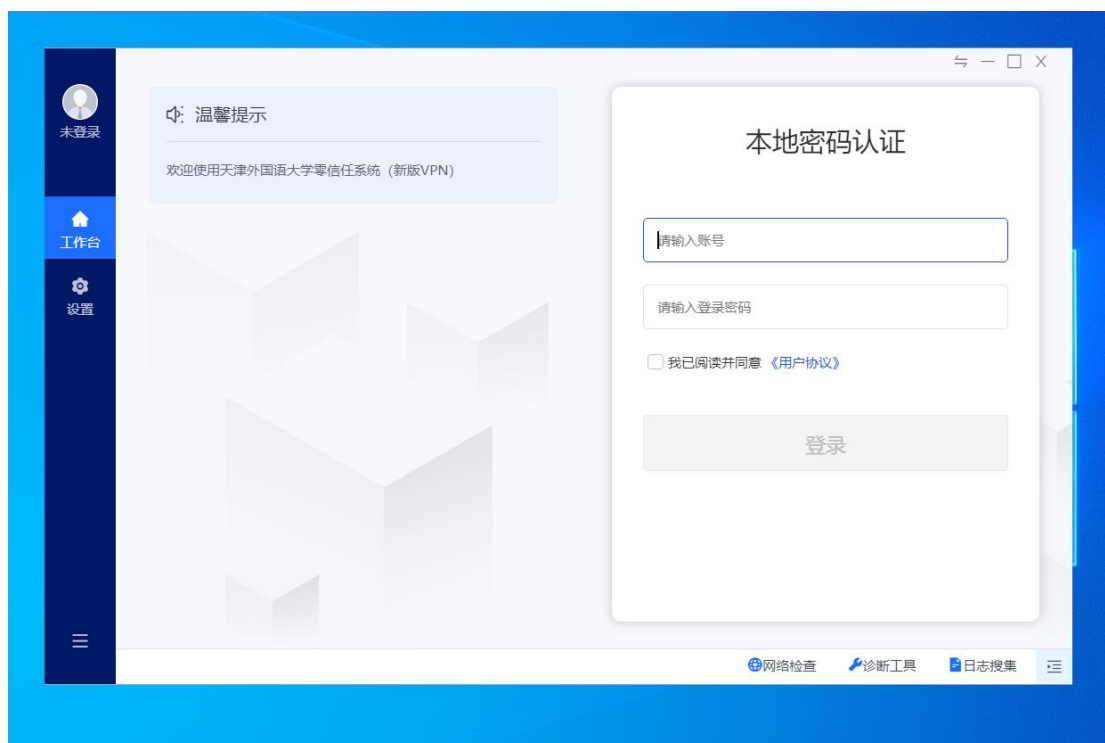 未登录
工作台
设置
温馨提示
欢迎使用天津外国语大学零信任系统（新版VPN）
本地密码认证
请输入账号
请输入登录密码
我已阅读并同意《用户协议》
登录
网络检查 诊断工具 日志搜集